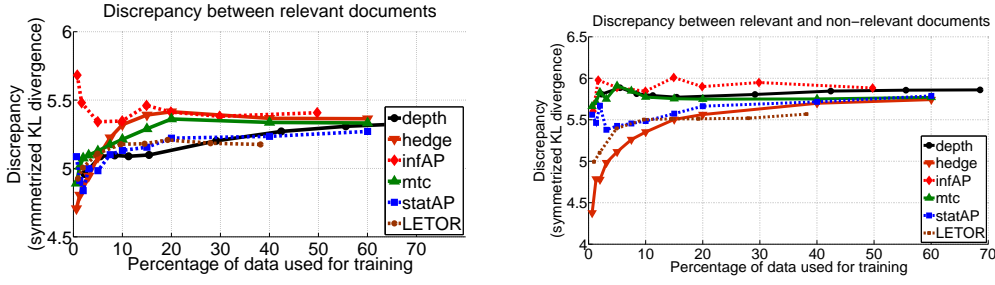 Discrepancy between relevant documents
6
5.5
5
4.5
0 10 20 30 40 50 60 70
Discrepancy
(symmetrized KL divergence)
Percentage of data used for training
depth
hedge
infAP
mtc
statAP
LETOR
Discrepancy between relevant and non−relevant documents
6.5
6
5.5
5
4.5
4
0 10 20 30 40 50 60 70
Discrepancy
(symmetrized KL divergence)
Percentage of data used for training
depth
hedge
infAP
mtc
statAP
LETOR